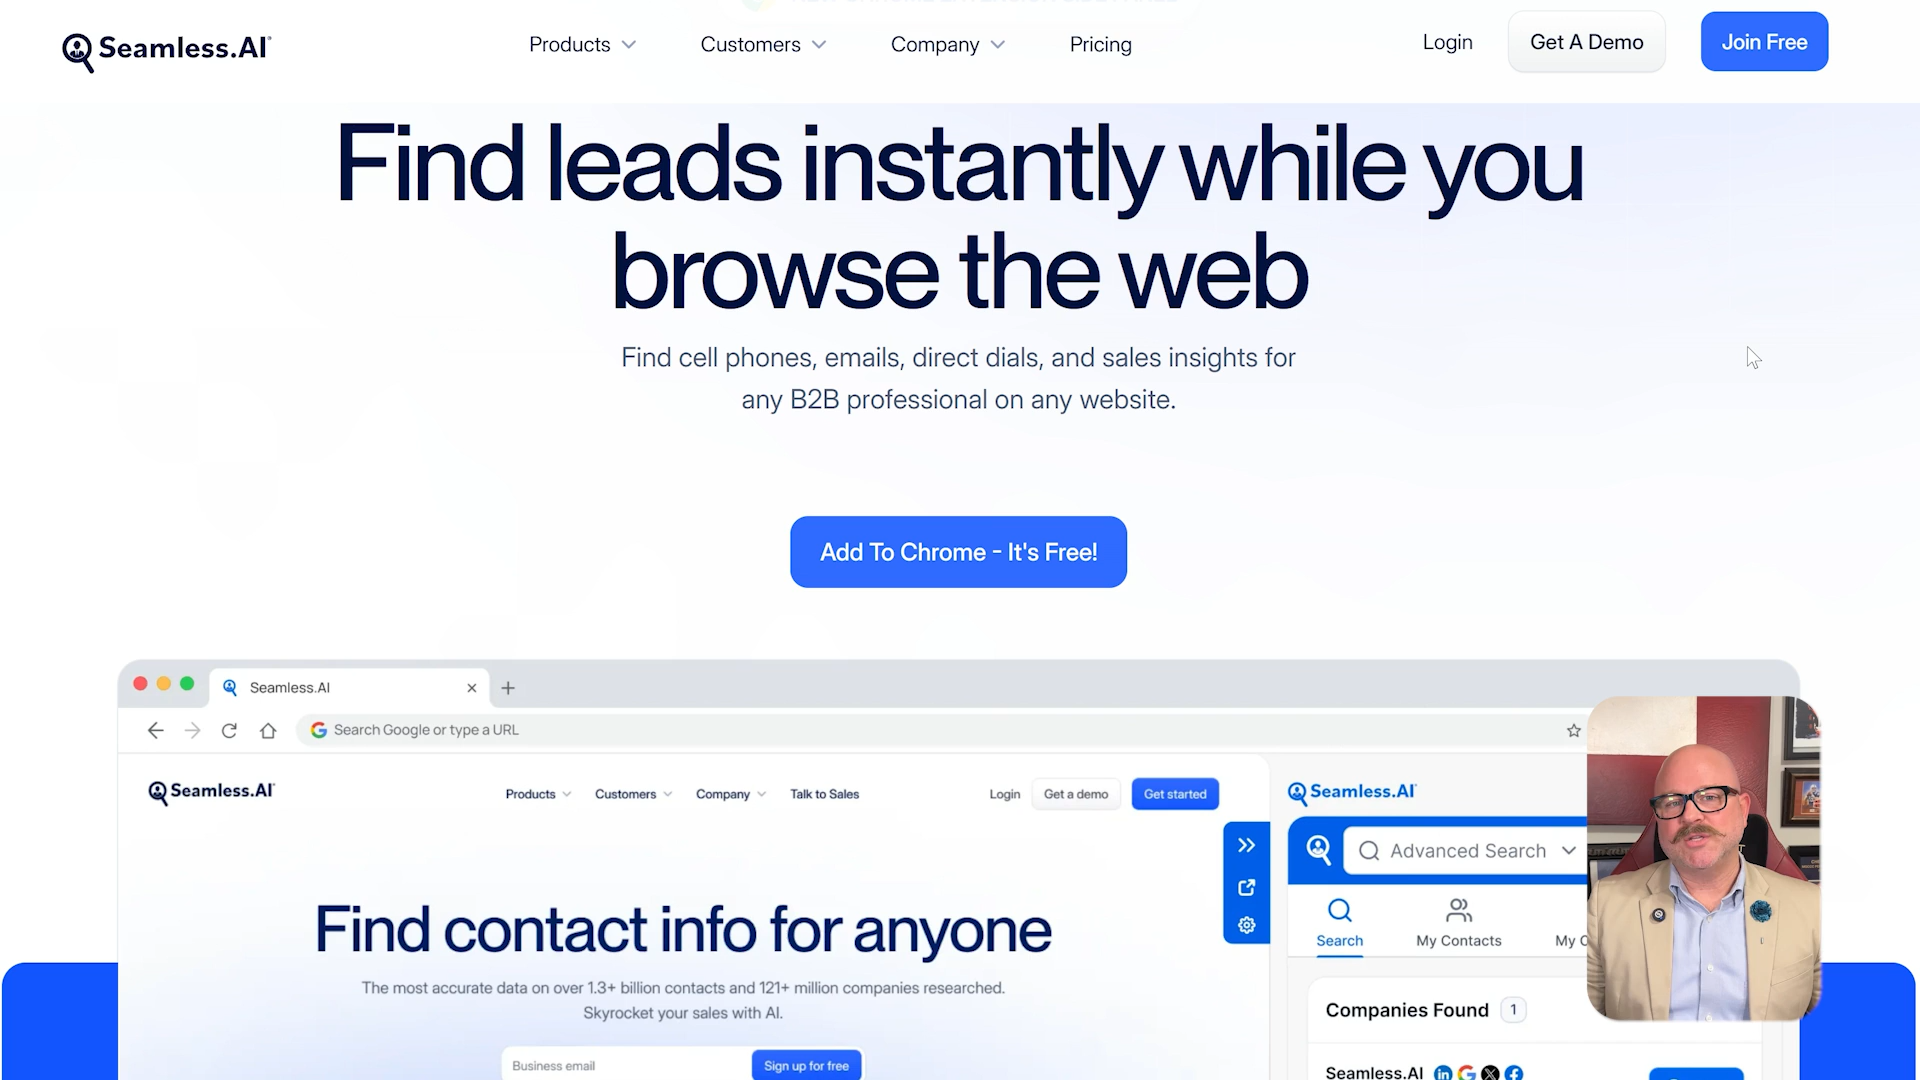 Seamless.AI
Products
Customers
Company
Pricing
Login
Get A Demo
Join Free
Find leads instantly while you
browse the web
Find cell phones, emails, direct dials, and sales insights for
any B2B professional on any website.
Add To Chrome - It's Free!
Seamless.AI
Search Google or type a URL
Seamless.AI
Products
Customers
Company
Talk to Sales
Login
Get a demo
Get started
Find contact info for anyone
The most accurate data on over 1.3+ billion contacts and 121+ million companies researched.
Skyrocket your sales with AI.
Business email
Sign up for free
Seamless.AI
Advanced Search
Search
My Contacts
My
Companies Found 1
Seamless.AI